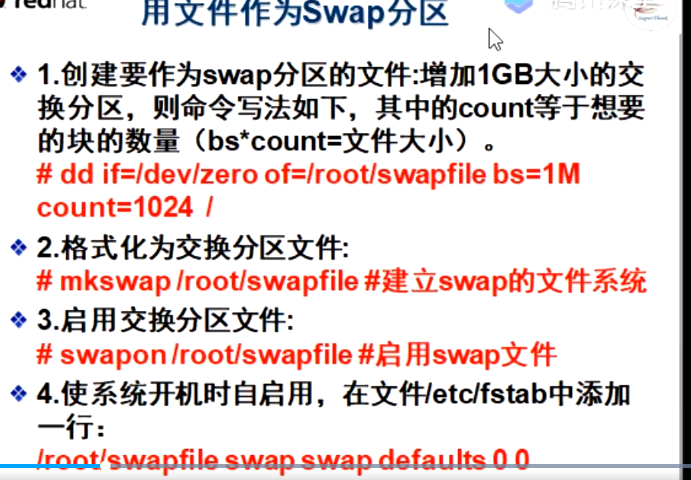 redhat
用文件作为Swap分区
1.创建要作为swap分区的文件:增加1GB大小的交
换分区，则命令写法如下，其中的count等于想要
的块的数量（bs*count=文件大小）。
# dd if=/dev/zero of=/root/swapfile bs=1M
count=1024 /
2.格式化为交换分区文件:
# mkswap /root/swapfile #建立swap的文件系统
3.启用交换分区文件:
# swapon /root/swapfile #启用swap文件
4.使系统开机时自启用，在文件/etc/fstab中添加
一行：
/root/swapfile swap swap defaults 0 0